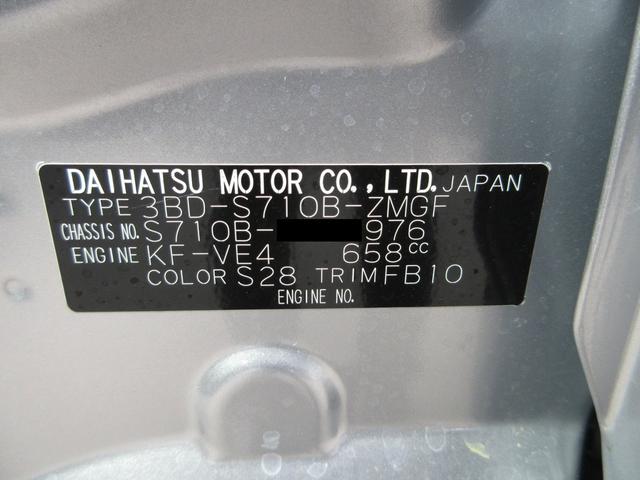 DAIHATSU MOTOR CO.,LTD. JAPAN
TYPE 3BD-S710B-ZMGF
CHASSIS NO. S710B- 976
ENGINE KF-VE4 658cc
COLOR S28 TRIM FB10
ENGINE NO.